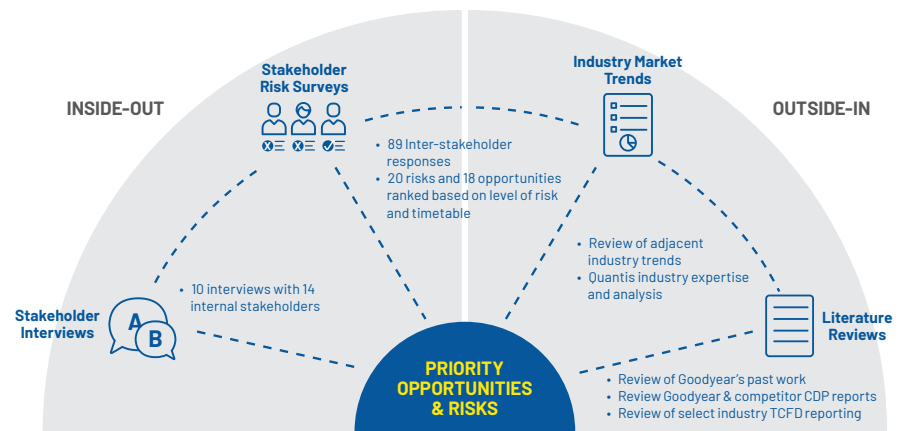 INSIDE-OUT
OUTSIDE-IN
Stakeholder
Risk Surveys
• 89 Inter-stakeholder
responses
• 20 risks and 18 opportunities
ranked based on level of risk
and timetable
Industry Market
Trends
• Review of adjacent
industry trends
• Quantis industry expertise
and analysis
Stakeholder
Interviews
A
B
• 10 interviews with 14
internal stakeholders
Literature
Reviews
• Review of Goodyear's past work
• Review Goodyear & competitor CDP reports
• Review of select industry TCFD reporting
PRIORITY
OPPORTUNITIES
& RISKS